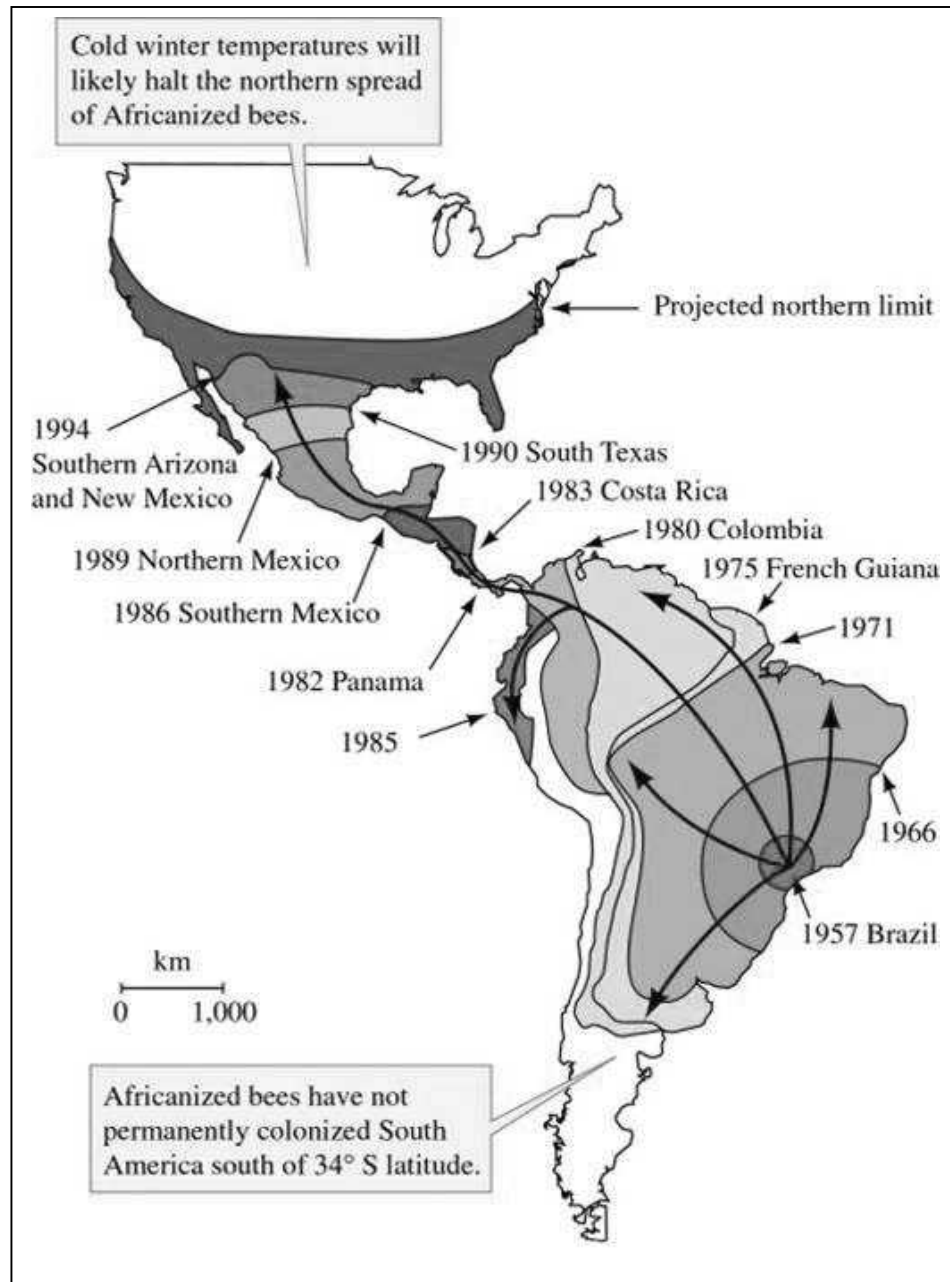 Cold winter temperatures will
likely halt the northern spread
of Africanized bees.
Projected northern limit
1994
Southern Arizona
and New Mexico
1990 South Texas
1983 Costa Rica
1980 Colombia
1989 Northern Mexico
1975 French Guiana
1986 Southern Mexico
1971
1982 Panama
1985
1966
1957 Brazil
km
0 1,000
Africanized bees have not
permanently colonized South
America south of 34° S latitude.